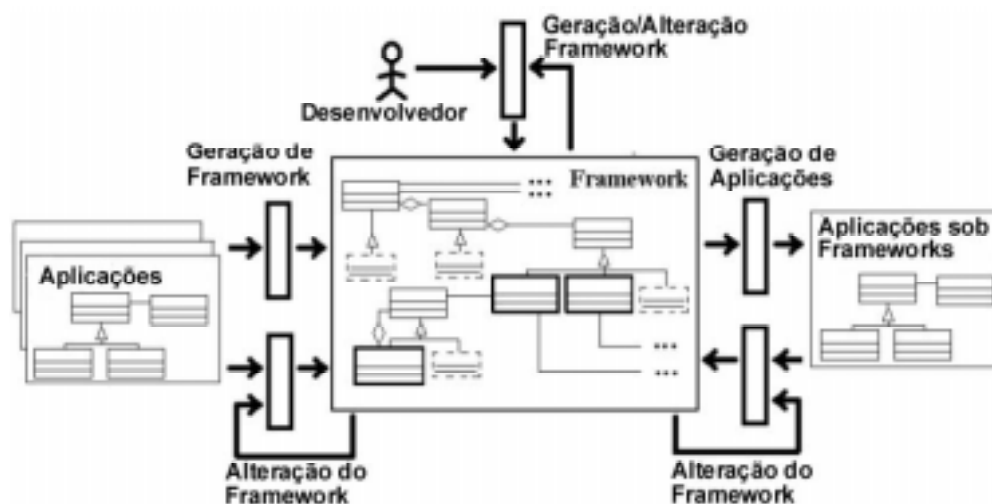 Geração/Alteração
Framework
Desenvolvedor
Geração de
Framework
Framework
Geração de
Aplicações
Aplicações
Aplicações sob
Frameworks
Alteração do
Framework
Alteração do
Framework